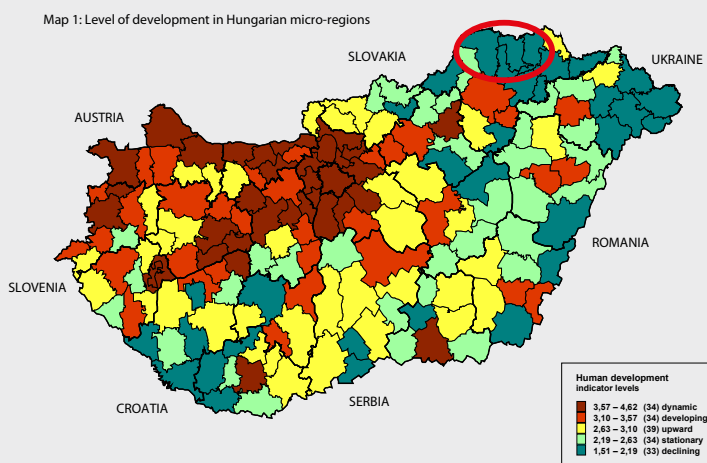 Map 1: Level of development in Hungarian micro-regions
SLOVAKIA
UKRAINE
AUSTRIA
ROMANIA
SLOVENIA
CROATIA
SERBIA
Human development
indicator levels
3,57 – 4,62 (34) dynamic
3,10 – 3,57 (34) developing
2,63 – 3,10 (39) upward
2,19 – 2,63 (34) stationary
1,51 – 2,19 (33) declining